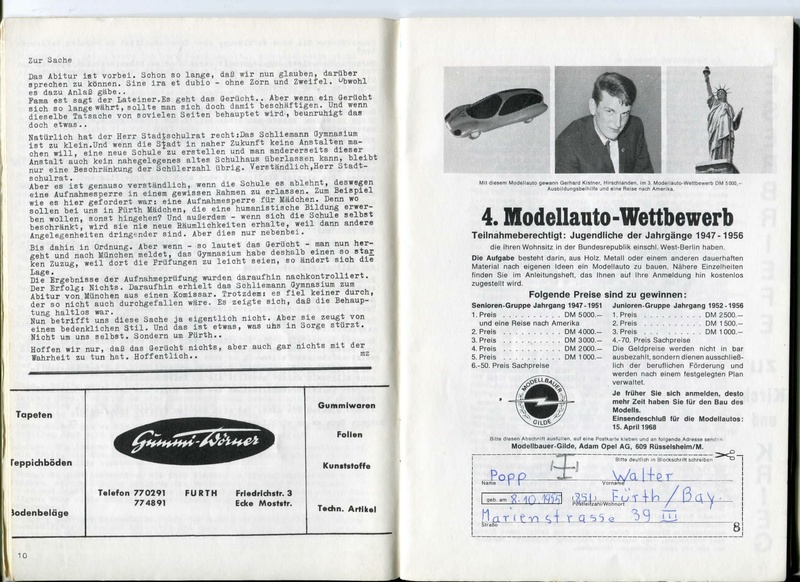 Zur Sache
Das Abitur ist vorbei. Schon so lange, daß wir nun glauben, darüber
sprechen zu können. Sine ira et dubio - ohne Zorn und Zweifel. Obwohl
es dazu Anlaß gäbe..
Fama est sagt der Lateiner.Es geht das Gerücht.. Aber wenn ein Gerücht
sich so lange währt, sollte man sich doch damit beschäftigen. Und wenn
dieselbe Tatsache von sovielen Seiten behauptet wird, beunruhigt das
doch etwas..
Natürlich hat der Herr Stadtschulrat recht:Das Schliemann Gymnasium
ist zu klein.Und wenn die Stadt in naher Zukunft keine Anstalten ma-
chen will, eine neue Schule zu erstellen und man andererseits dieser
Anstalt auch kein nahegelegenes altes Schulhaus überlassen kann, bleibt
nur eine Beschränkung der Schülerzahl übrig. Verständlich,Herr Stadt-
schulrat.
Aber es ist genauso verständlich, wenn die Schule es ablehnt, deswegen
eine Aufnahmesperre in einem gewissen Rahmen zu erlassen. Zum Beispiel
wie es hier gefordert war: eine Aufnahmesperre für Mädchen. Denn wo
sollen bei uns in Fürth Mädchen, die eine humanistische Bildung erwer-
ben wollen, sonst hingehen? Und außerdem - wenn sich die Schule selbst
beschränkt, wird sie nie neue Räumlichkeiten erhalte, weil dann andere
Angelegenheiten dringender sind. Aber dies nur nebenbei.
Bis dahin in Ordnung. Aber wenn - so lautet das Gerücht - man nun her-
geht und nach München meldet, das Gymnasium habe deshalb einen so star
ken Zuzug, weil dort die Prüfungen zu leicht seien, so ändert sich die
Lage.
Die Ergebnisse der Aufnahmeprüfung wurden daraufhin nachkontrolliert.
Der Erfolg: Nichts. Daraufhin erhielt das Schliemann Gymnasium zum
Abitur von München aus einen Komissar. Trotzdem: es fiel keiner durch,
der so nicht auch durchgefallen wäre. Es zeigte sich, daß die Behaup-
tung haltlos war.
Nun betrifft uns diese Sache ja eigentlich nicht. Aber sie zeugt von
einem bedenklichen Stil. Und das ist etwas, was uhs in Sorge stürzt.
Nicht um uns selbst. Sondern um Fürth..
Hoffen wir nur, daß das Gerücht nichts, aber auch gar nichts mit der
Wahrheit zu tun hat. Hoffentlich..
mz
Tapeten
Teppichböden
Bodenbeläge
Gummi-Wörner
Telefon 770291 FÜRTH Friedrichstr. 3
774891 Ecke Moststr.
Gummiwaren
Folien
Kunststoffe
Techn. Artikel
10
Mit diesem Modellauto gewann Gerhard Kistner, Hirschlanden, im 3. Modellauto-Wettbewerb DM 5000,-
Ausbildungsbeihilfe und eine Reise nach Amerika.
4. Modellauto-Wettbewerb
Teilnahmeberechtigt: Jugendliche der Jahrgänge 1947 - 1956
die ihren Wohnsitz in der Bundesrepublik einschl. West-Berlin haben.
Die Aufgabe besteht darin, aus Holz, Metall oder einem anderen dauerhaften
Material nach eigenen Ideen ein Modellauto zu bauen. Nähere Einzelheiten
finden Sie im Anleitungsheft, das Ihnen auf Ihre Anmeldung hin kostenlos
zugestellt wird.
Folgende Preise sind zu gewinnen:
Senioren-Gruppe Jahrgang 1947-1951
1. Preis . . . . . . . . DM 5000.—
und eine Reise nach Amerika
2. Preis . . . . . . . . DM 4000.—
3. Preis . . . . . . . . DM 3000.—
4. Preis . . . . . . . . DM 2000.—
5. Preis . . . . . . . . DM 1000.—
6.-50. Preis Sachpreise
Junioren-Gruppe Jahrgang 1952-1956
1. Preis . . . . . . . . DM 2500.—
2. Preis . . . . . . . . DM 1500.—
3. Preis . . . . . . . . DM 1000.—
4.-70. Preis Sachpreise
Die Geldpreise werden nicht in bar
ausbezahlt, sondern dienen ausschließ-
lich der beruflichen Förderung und
werden nach einem festgelegten Plan
verwaltet.
Je früher Sie sich anmelden, desto
mehr Zeit haben Sie für den Bau des
Modells.
Einsendeschluß für die Modellautos:
15. April 1968
MODELLBAUER
GILDE
Bitte diesen Abschnitt ausfüllen, auf eine Postkarte kleben und an folgende Adresse senden:
Modellbauer-Gilde, Adam Opel AG, 609 Rüsselsheim/M.
Bitte deutlich in Blockschrift schreiben
Popp Walter
Name Vorname
geb. am 8.10.1955 (851) Fürth/Bay.
Postleitzahl/Wohnort
Marienstrasse 39 III
Straße
8